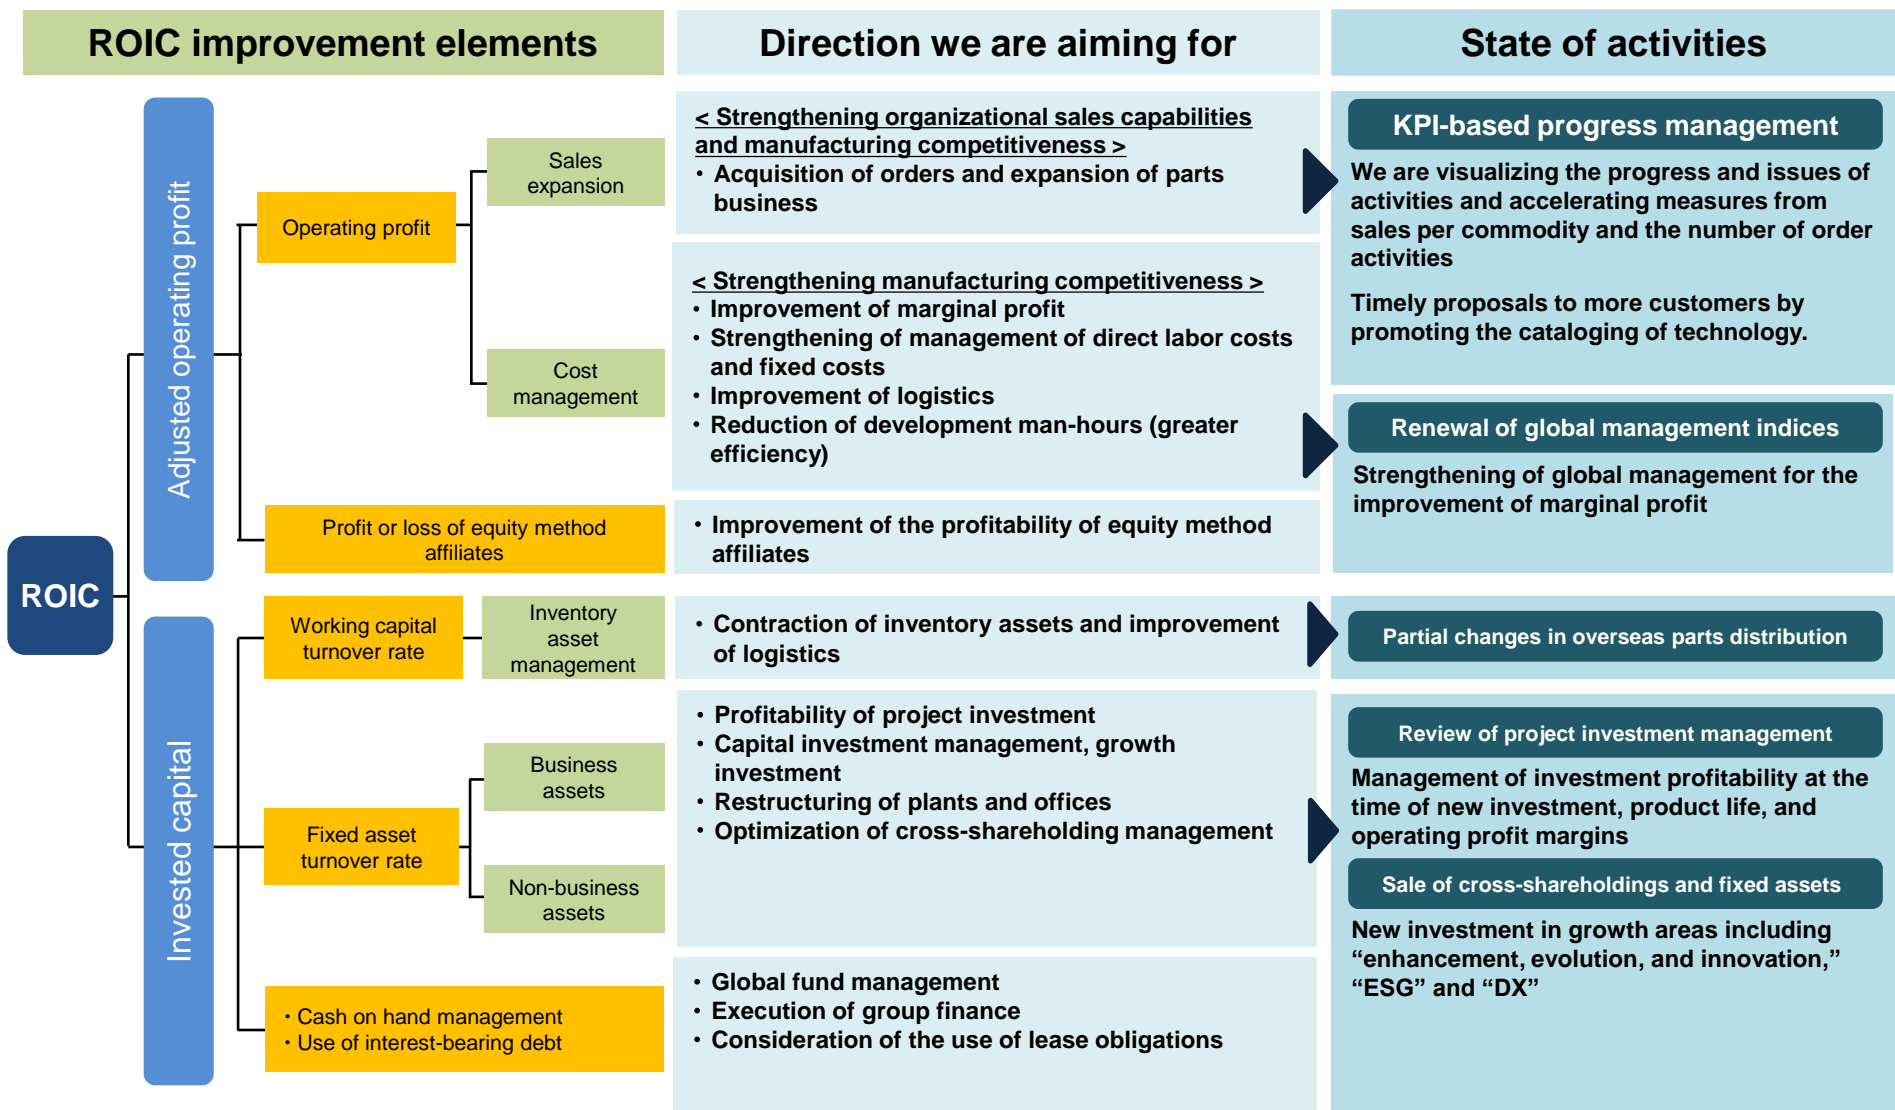 ROIC improvement elements
Direction we are aiming for
State of activities
ROIC
Adjusted operating profit
Operating profit
Sales
expansion
Cost
management
Profit or loss of equity method
affiliates
< Strengthening organizational sales capabilities
and manufacturing competitiveness >
・Acquisition of orders and expansion of parts
business
< Strengthening manufacturing competitiveness >
・Improvement of marginal profit
・Strengthening of management of direct labor costs
and fixed costs
・Improvement of logistics
・Reduction of development man-hours (greater
efficiency)
・Improvement of the profitability of equity method
affiliates
KPI-based progress management
We are visualizing the progress and issues of
activities and accelerating measures from
sales per commodity and the number of order
activities
Timely proposals to more customers by
promoting the cataloging of technology.
Renewal of global management indices
Strengthening of global management for the
improvement of marginal profit
Invested capital
Working capital
turnover rate
Inventory
asset
management
・Contraction of inventory assets and improvement
of logistics
Partial changes in overseas parts distribution
Fixed asset
turnover rate
Business
assets
Non-business
assets
・Profitability of project investment
・Capital investment management, growth
investment
・Restructuring of plants and offices
・Optimization of cross-shareholding management
Review of project investment management
Management of investment profitability at the
time of new investment, product life, and
operating profit margins
Sale of cross-shareholdings and fixed assets
New investment in growth areas including
“enhancement, evolution, and innovation,”
“ESG” and “DX”
・Cash on hand management
・Use of interest-bearing debt
・Global fund management
・Execution of group finance
・Consideration of the use of lease obligations